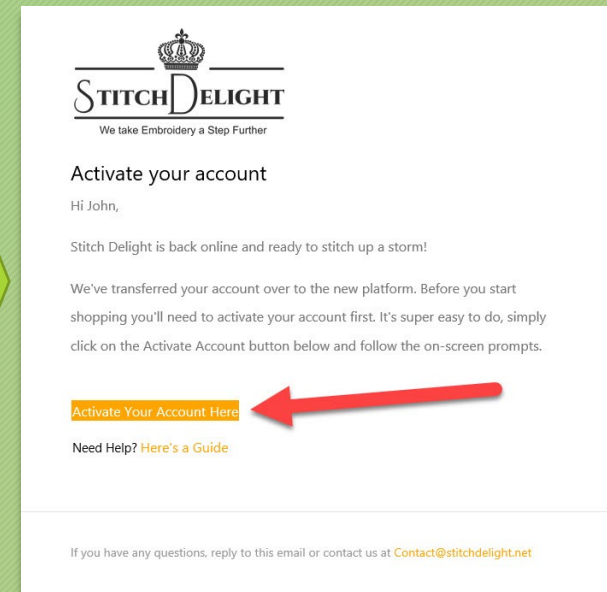 STITCHDELIGHT
We take Embroidery a Step Further
Activate your account
Hi John,
Stitch Delight is back online and ready to stitch up a storm!
We've transferred your account over to the new platform. Before you start
shopping you'll need to activate your account first. It's super easy to do, simply
click on the Activate Account button below and follow the on-screen prompts.
Activate Your Account Here
Need Help? Here's a Guide
If you have any questions, reply to this email or contact us at Contact@stitchdelight.net